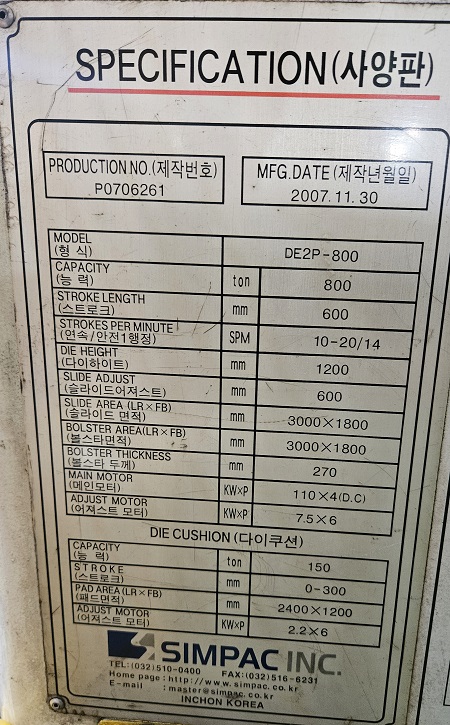 SPECIFICATION(사양판)
PRODUCTION NO.(제작번호)
P0706261
MFG.DATE(제작년월일)
2007.11.30
MODEL
(형 식)
DE2P-800
CAPACITY
(능 력)
ton
800
STROKE LENGTH
(스트로크)
mm
600
STROKES PER MINUTE
(연속/안전1행정)
SPM
10-20/14
DIE HEIGHT
(다이하이트)
mm
1200
SLIDE ADJUST
(슬라이드어져스트)
mm
600
SLIDE AREA (LR×FB)
(슬라이드 면적)
mm
3000×1800
BOLSTER AREA(LR×FB)
(볼스타면적)
mm
3000×1800
BOLSTER THICKNESS
(볼스타 두께)
mm
270
MAIN MOTOR
(메인모터)
KW×P
110×4(D.C)
ADJUST MOTOR
(어져스트 모터)
KW×P
7.5×6
DIE CUSHION(다이쿠션)
CAPACITY
(능 력)
ton
150
STROKE
(스트로크)
mm
0-300
PAD AREA(LR×FB)
(패드면적)
mm
2400×1200
ADJUST MOTOR
(어져스트 모터)
KW×P
2.2×6
SIMPAC INC.
TEL:(032)510-0400 FAX:(032)516-6231
Home page:http://www.simpac.co.kr
E-mail :master@simpac.co.kr
INCHON KOREA